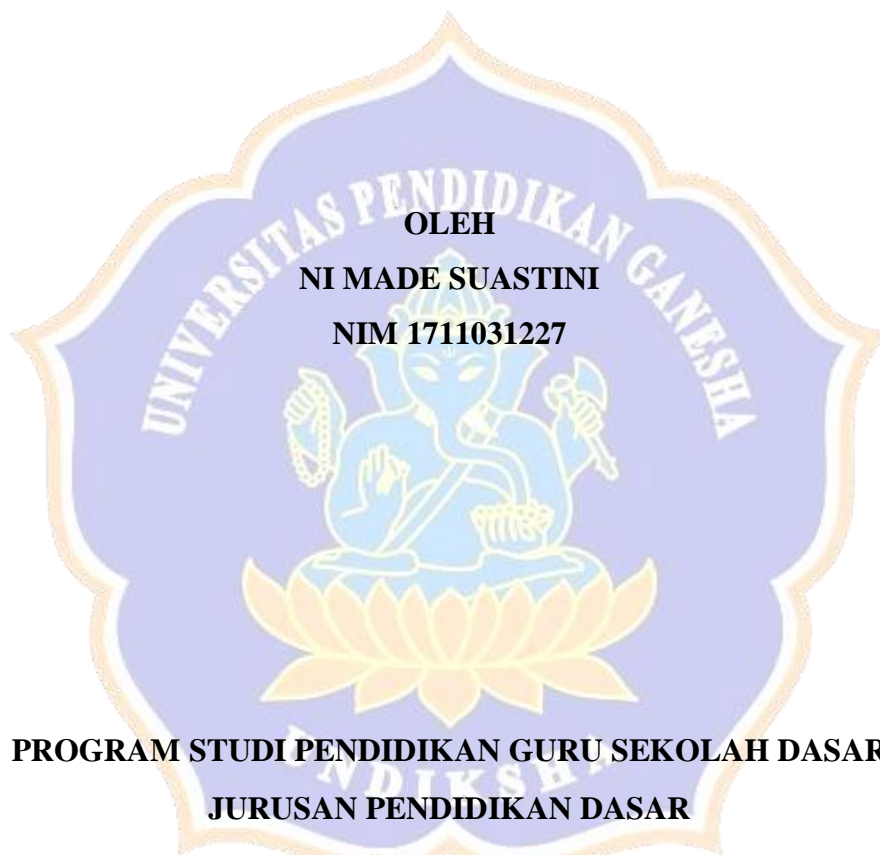 UNIVERSITAS PENDIDIKAN GANESHA
OLEH
NI MADE SUASTINI
NIM 1711031227
PROGRAM STUDI PENDIDIKAN GURU SEKOLAH DASAR
JURUSAN PENDIDIKAN DASAR
UNDIKSHA